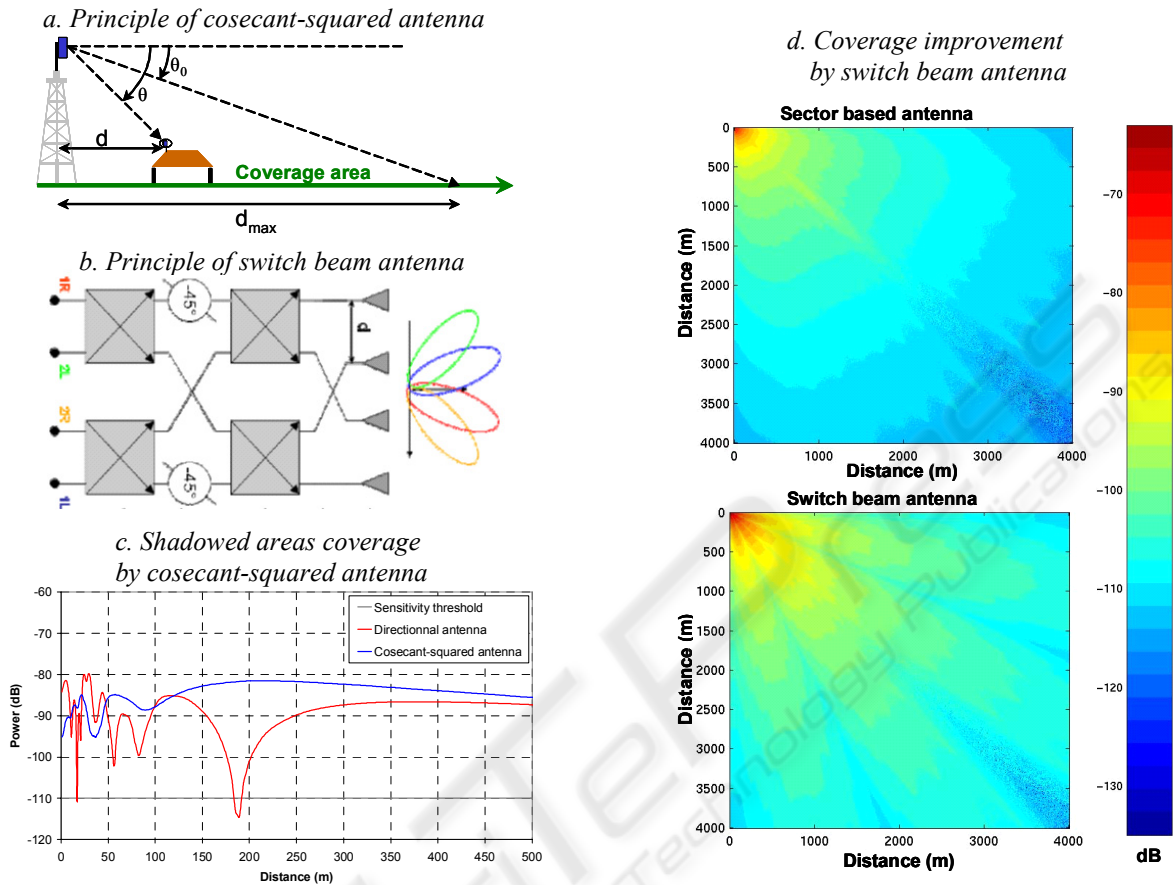 a. Principle of cosecant-squared antenna
θ0
θ
d
Coverage area
dmax
b. Principle of switch beam antenna
1R
-45°
2L
d
2R
-45°
1L
c. Shadowed areas coverage
by cosecant-squared antenna
-60
-70
-80
-90
-100
-110
-120
Power (dB)
Sensitivity threshold
Directionnal antenna
Cosecant-squared antenna
0 50 100 150 200 250 300 350 400 450 500
Distance (m)
d. Coverage improvement
by switch beam antenna
Sector based antenna
0
500
1000
1500
2000
2500
3000
3500
4000
Distance (m)
0 1000 2000 3000 4000
Distance (m)
Switch beam antenna
0
500
1000
1500
2000
2500
3000
3500
4000
Distance (m)
0 1000 2000 3000 4000
Distance (m)
-70
-80
-90
-100
-110
-120
-130
dB
Technology Publications